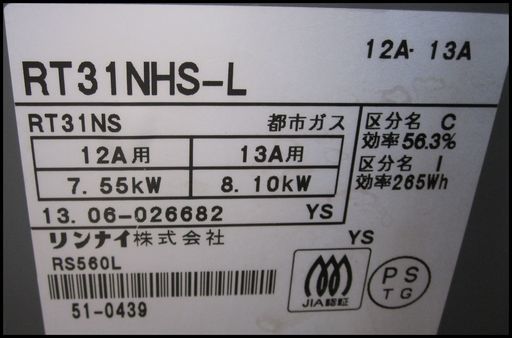 12A・13A
RT31NHS-L
RT31NS 都市ガス
12A用 13A用
7.55kW 8.10kW
区分名 C
効率56.3%
区分名 I
効率265Wh
13.06-026682 YS
リンナイ株式会社
YS
RS560L
51-0439
JIA認証
PS
TG